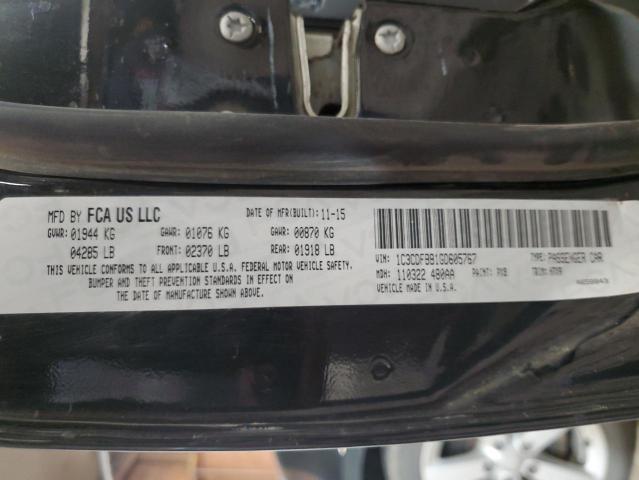 MFD BY FCA US LLC DATE OF MFR(BUILT): 11-15
GVWR: 01944 KG GAWR: 01076 KG GAWR: 00870 KG
04285 LB FRONT: 02370 LB REAR: 01918 LB
THIS VEHICLE CONFORMS TO ALL APPLICABLE U.S.A. FEDERAL MOTOR VEHICLE SAFETY,
BUMPER AND THEFT PREVENTION STANDARDS IN EFFECT ON
THE DATE OF MANUFACTURE SHOWN ABOVE.
VIN: 1C3CDFBB1GD605767 TYPE: PASSENGER CAR
MDH: 110322 480AA PAINT: PX8 TRIM:
VEHICLE MADE IN U.S.A.